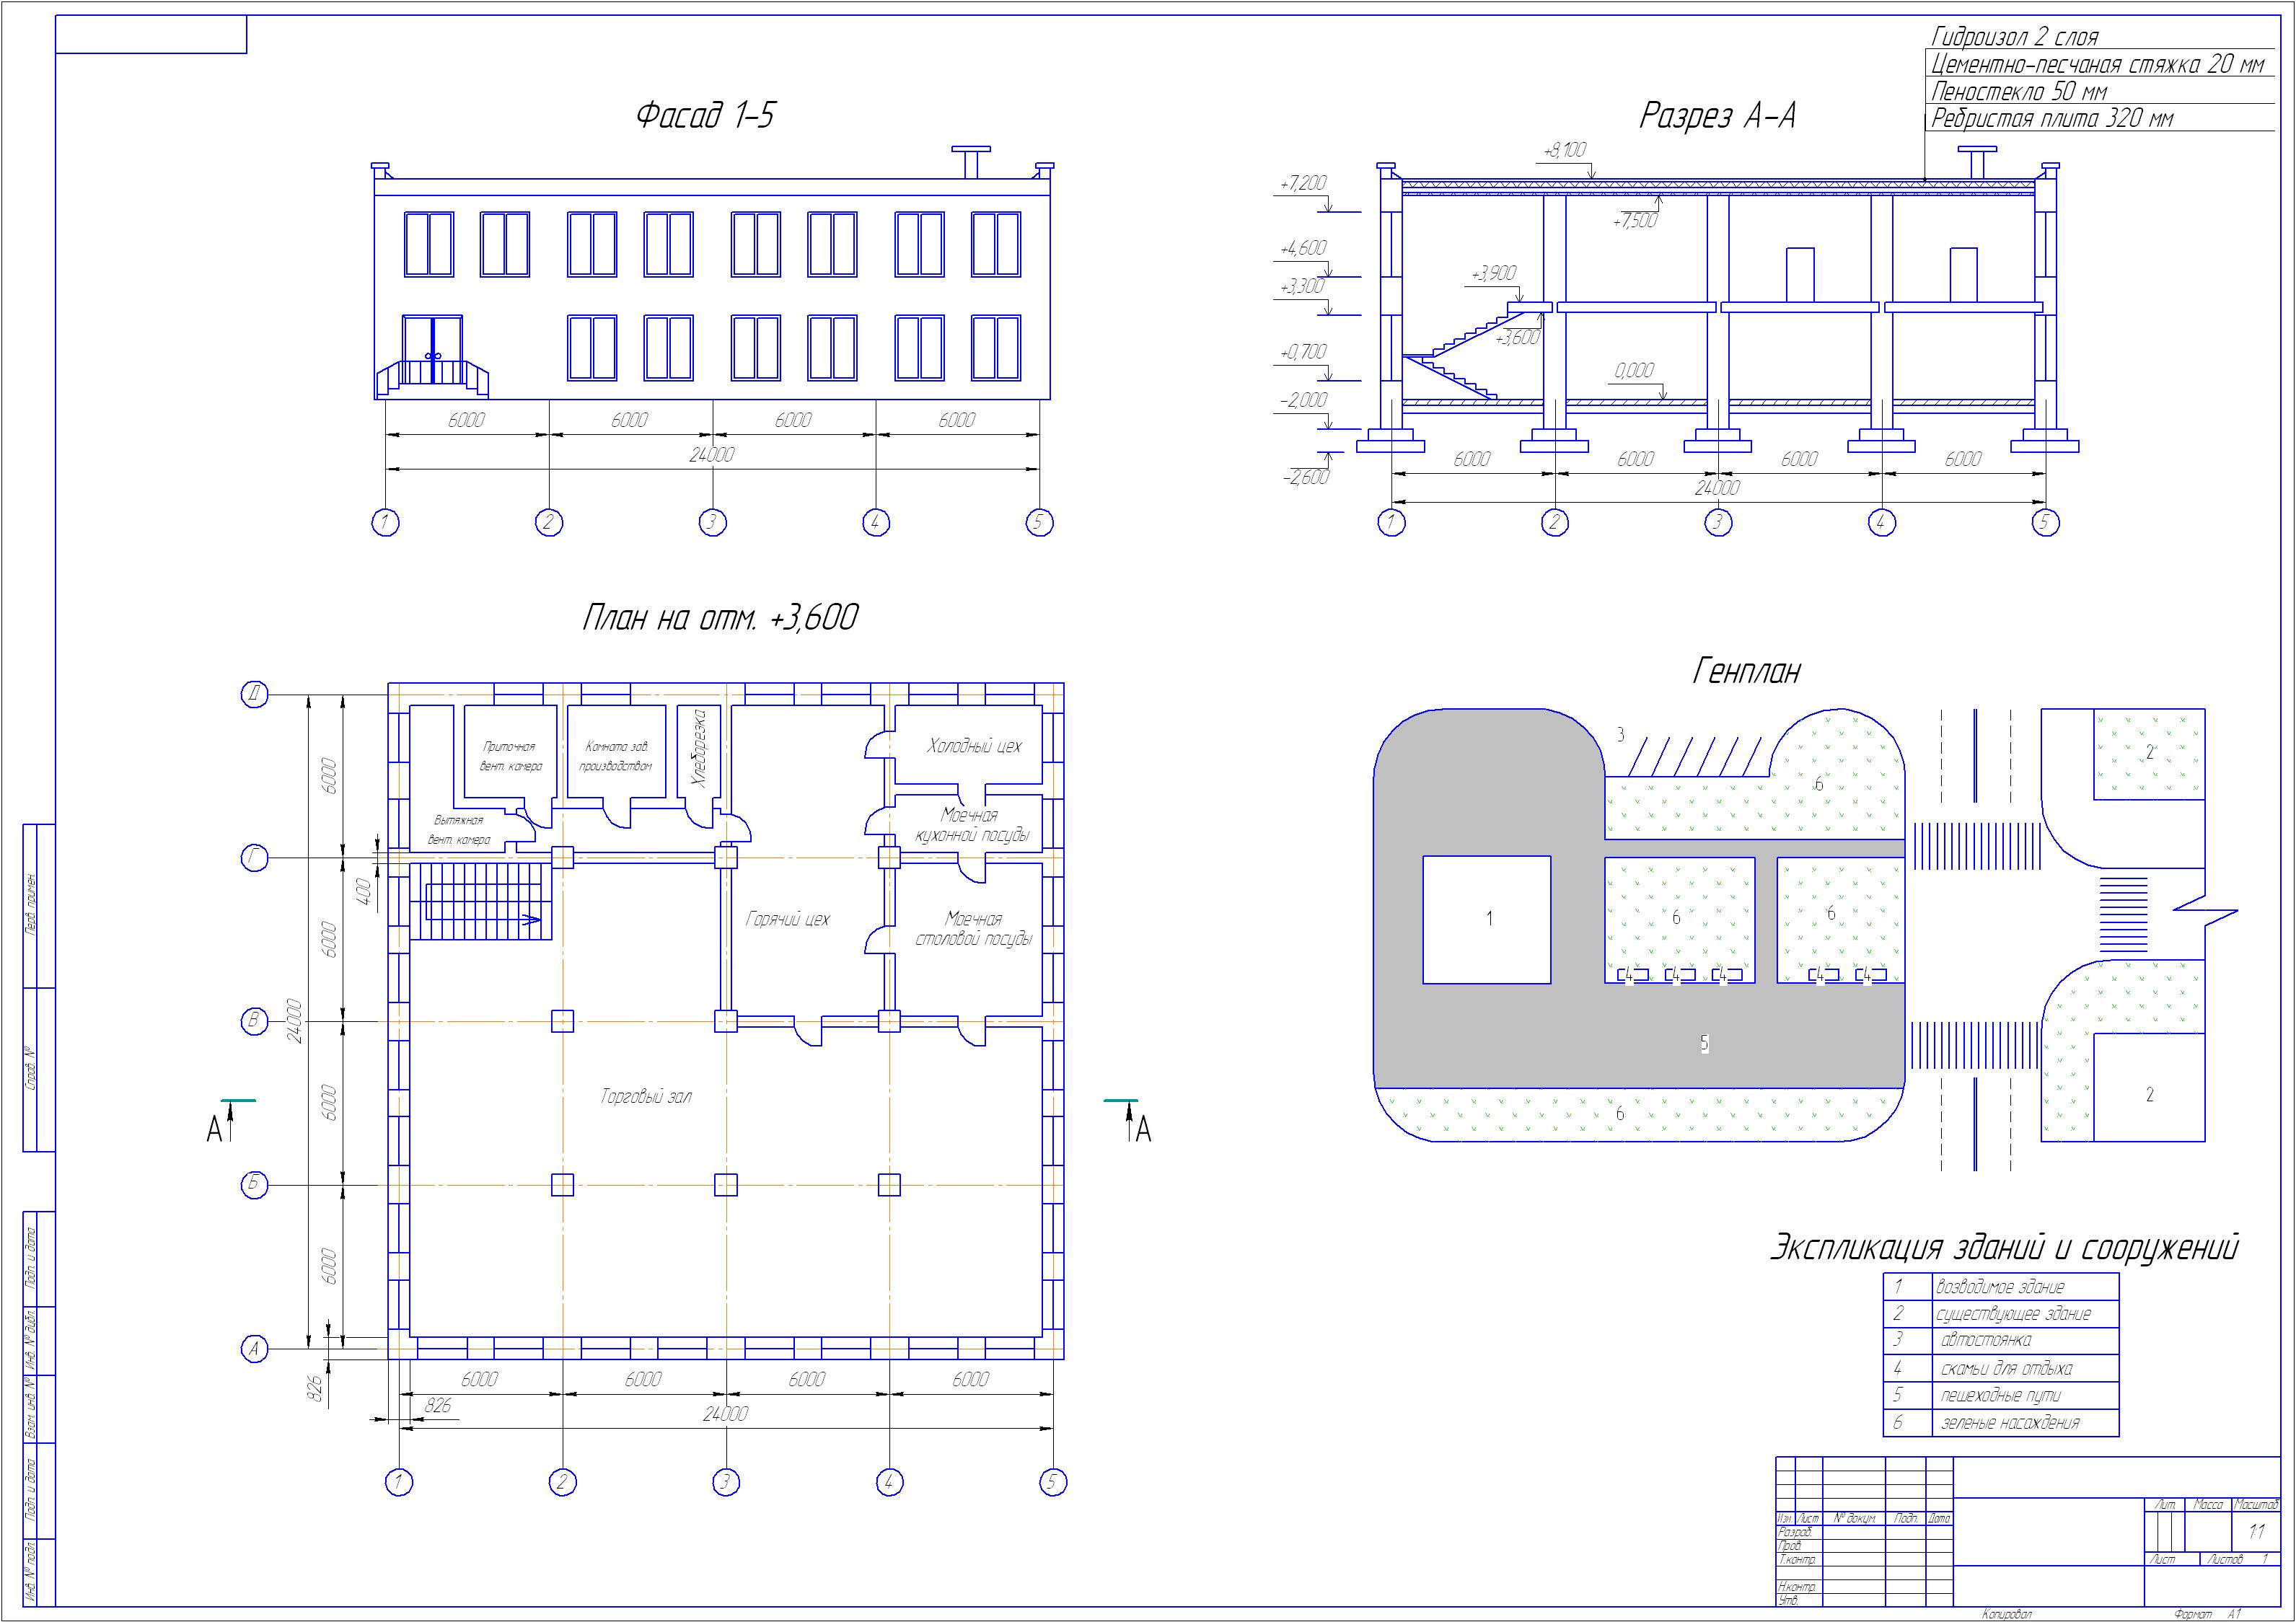 Гидроизол 2 слоя
Цементно-песчаная стяжка 20 мм
Пеностекло 50 мм
Ребристая плита 320 мм
Фасад 1-5
6000
6000
6000
6000
24000
1
2
3
4
5
Разрез А-А
+8,100
+7,200
+7,500
+4,600
+3,900
+3,300
+3,600
+0,700
0,000
-2,000
-2,600
6000
6000
6000
6000
24000
1
2
3
4
5
План на отм. +3,600
Д
Г
В
Б
А
6000
6000
6000
6000
24000
400
826
Приточная
вент. камера
Комната зав.
производством
Хлеборезка
Холодный цех
Вытяжная
вент. камера
Моечная
кухонной посуды
Горячий цех
Моечная
столовой посуды
Торговый зал
А
А
6000
6000
6000
6000
826
24000
1
2
3
4
5
Генплан
3
6
2
1
6
6
4
4
4
4
4
5
6
2
Экспликация зданий и сооружений
1 возводимое здание
2 существующее здание
3 автостоянка
4 скамьи для отдыха
5 пешеходные пути
6 зеленые насаждения
Перв. примен.
Справ. №
Подп. и дата
Инв. № дубл.
Взам. инв. №
Подп. и дата
Инв. № подл.
Лит. Масса Масштаб
Изм. Лист № докум. Подп. Дата
Разраб.
Пров.
Т.контр.
Н.контр.
Утв.
1:1
Лист Листов 1
Копировал Формат А1